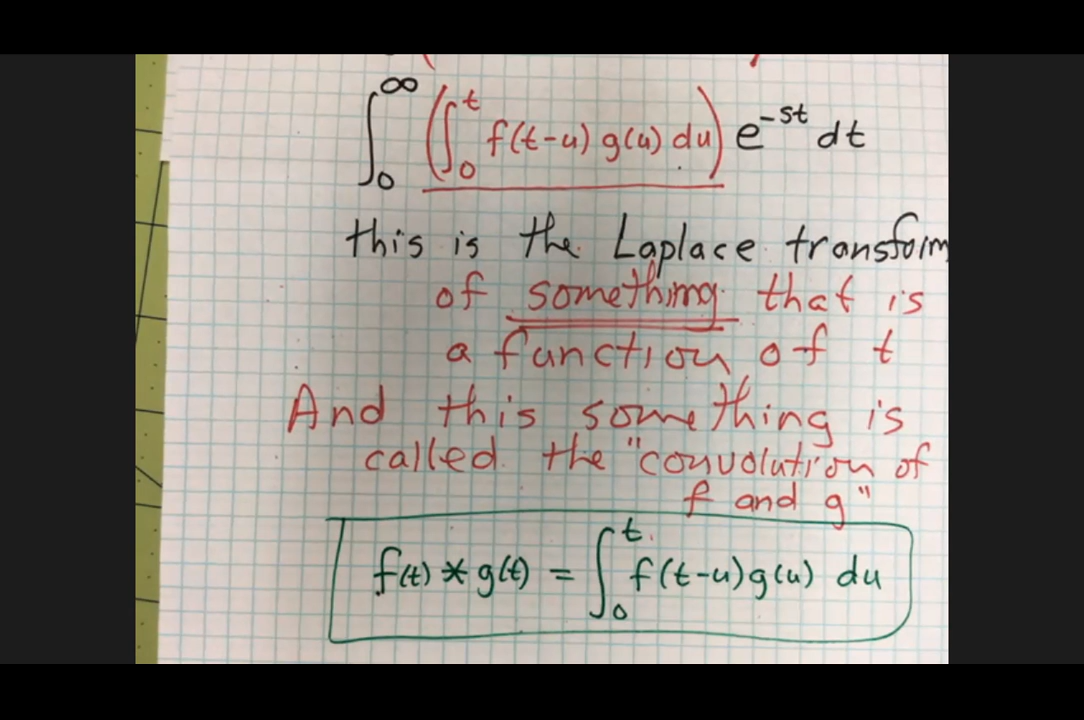 ∫₀^∞ (∫₀^t f(t-u) g(u) du) e^{-st} dt
this is the Laplace transform
of something that is
a function of t
And this something is
called the "convolution of
f and g"
f(t) * g(t) = ∫₀^t f(t-u) g(u) du